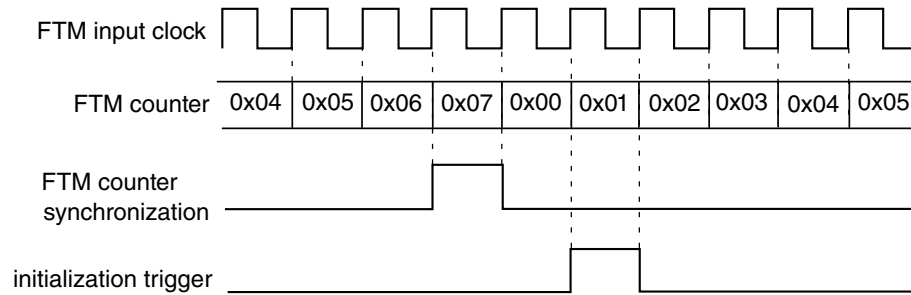 FTM input clock
FTM counter 0x04 0x05 0x06 0x07 0x00 0x01 0x02 0x03 0x04 0x05
FTM counter
synchronization
initialization trigger